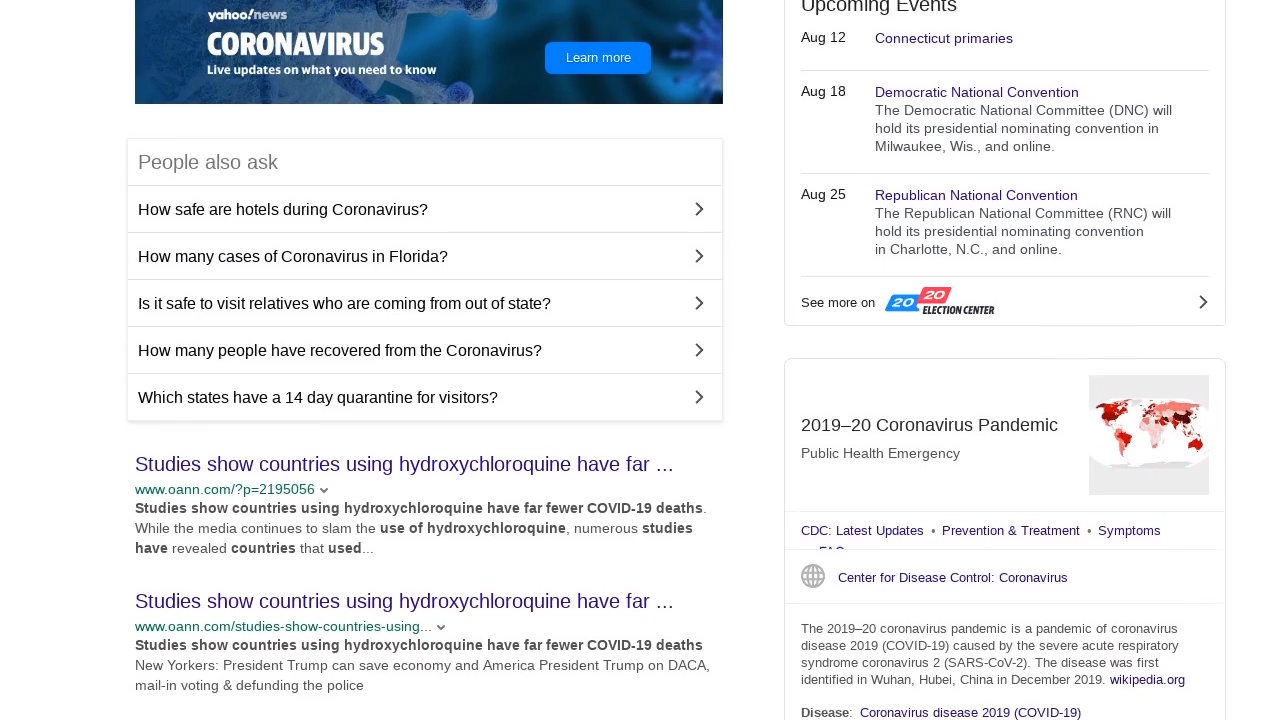 yahoo!news
CORONAVIRUS
Live updates on what you need to know
Learn more
People also ask
How safe are hotels during Coronavirus?
How many cases of Coronavirus in Florida?
Is it safe to visit relatives who are coming from out of state?
How many people have recovered from the Coronavirus?
Which states have a 14 day quarantine for visitors?
Studies show countries using hydroxychloroquine have far ...
www.oann.com/?p=2195056
Studies show countries using hydroxychloroquine have far fewer COVID-19 deaths.
While the media continues to slam the use of hydroxychloroquine, numerous studies
have revealed countries that used...
Studies show countries using hydroxychloroquine have far ...
www.oann.com/studies-show-countries-using...
Studies show countries using hydroxychloroquine have far fewer COVID-19 deaths
New Yorkers: President Trump can save economy and America President Trump on DACA,
mail-in voting & defunding the police
Upcoming Events
Aug 12 Connecticut primaries
Aug 18 Democratic National Convention
The Democratic National Committee (DNC) will
hold its presidential nominating convention in
Milwaukee, Wis., and online.
Aug 25 Republican National Convention
The Republican National Committee (RNC) will
hold its presidential nominating convention
in Charlotte, N.C., and online.
See more on 2020 ELECTION CENTER
2019–20 Coronavirus Pandemic
Public Health Emergency
CDC: Latest Updates • Prevention & Treatment • Symptoms
FAQ
Center for Disease Control: Coronavirus
The 2019–20 coronavirus pandemic is a pandemic of coronavirus
disease 2019 (COVID-19) caused by the severe acute respiratory
syndrome coronavirus 2 (SARS-CoV-2). The disease was first
identified in Wuhan, Hubei, China in December 2019. wikipedia.org
Disease: Coronavirus disease 2019 (COVID-19)